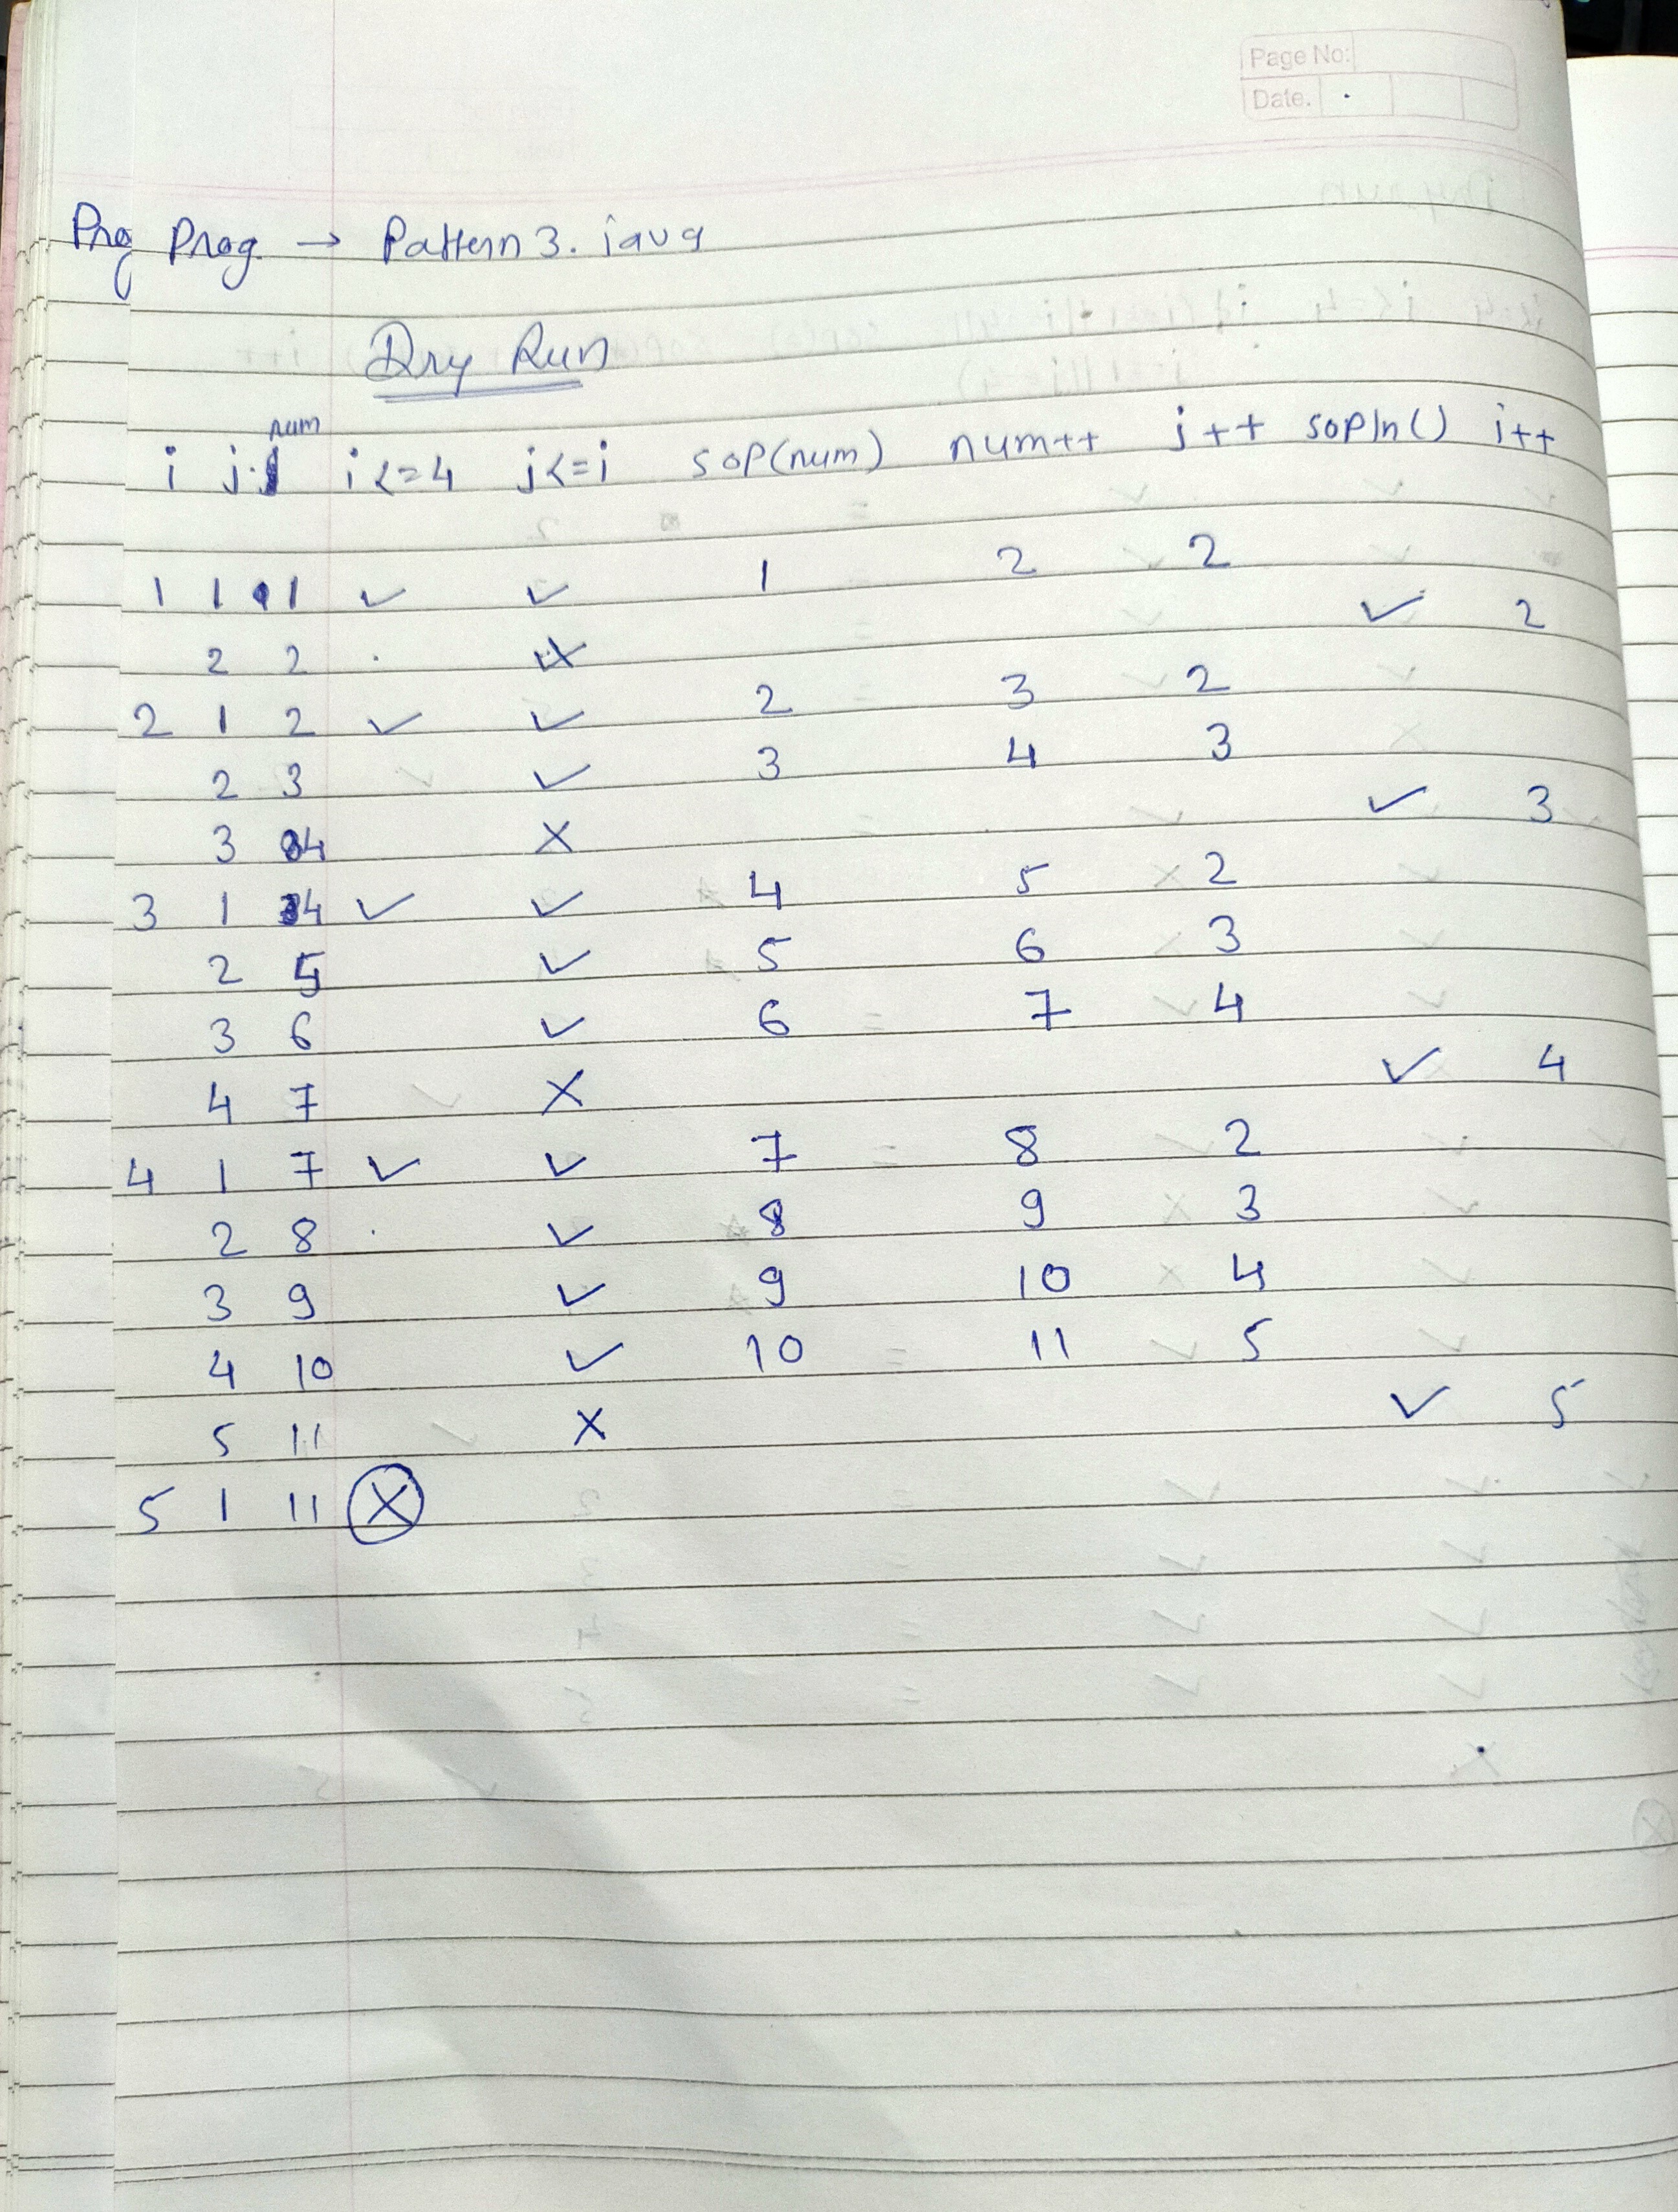 Page No:
Date.
Prog Prog. → Pattern 3. java
Dry Run
num
i j i<=4 j<=i sop(num) num++ j++ sopln() i++
1 1 1 ✓ ✓ 1 2 2
2 2 X ✓ 2
2 1 2 ✓ ✓ 2 3 2
2 3 ✓ 3 4 3
3 4 X ✓ 3
3 1 4 ✓ ✓ 4 5 2
2 5 ✓ 5 6 3
3 6 ✓ 6 7 4
4 7 X ✓ 4
4 1 7 ✓ ✓ 7 8 2
2 8 ✓ 8 9 3
3 9 ✓ 9 10 4
4 10 ✓ 10 11 5
5 11 X ✓ 5
5 1 11 X